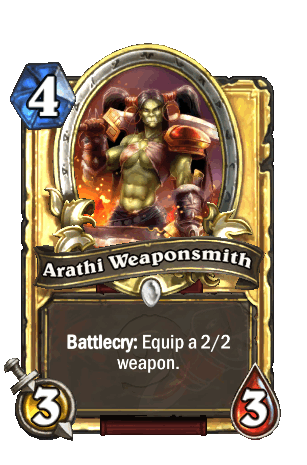 4
Arathi Weaponsmith
Battlecry: Equip a 2/2
weapon.
3
3